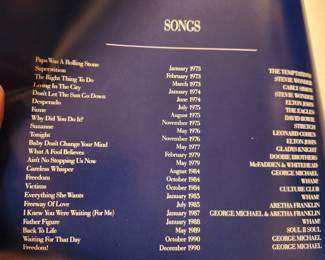 SONGS
Papa Was A Rolling Stone January 1973 THE TEMPTATIONS
Superstition February 1973 STEVIE WONDER
The Right Thing To Do March 1973 CARLY SIMON
Living In The City January 1974 STEVIE WONDER
Don't Let The Sun Go Down June 1974 ELTON JOHN
Desperado July 1975 THE EAGLES
Fame August 1975 DAVID BOWIE
Why Did You Do It? November 1975 STRETCH
Suzanne May 1976 LEONARD COHEN
Tonight November 1976 ELTON JOHN
Baby Don't Change Your Mind May 1977 GLADYS KNIGHT
What A Fool Believes February 1979 DOOBIE BROTHERS
Ain't No Stopping Us Now May 1979 McFADDEN & WHITEHEAD
Careless Whisper August 1984 GEORGE MICHAEL
Freedom October 1984 WHAM!
Victims October 1984 CULTURE CLUB
Everything She Wants January 1985 WHAM!
Freeway Of Love July 1985 ARETHA FRANKLIN
I Knew You Were Waiting (For Me) January 1987 GEORGE MICHAEL & ARETHA FRANKLIN
Father Figure January 1988 GEORGE MICHAEL
Back To Life May 1989 SOUL II SOUL
Waiting For That Day October 1990 GEORGE MICHAEL
Freedom! December 1990 GEORGE MICHAEL